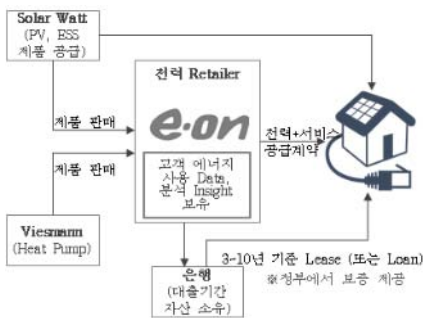 Solar Watt
(PV, ESS
제품 공급)
전력 Retailer
제품 판매
e·on
전력+서비스
공급계약
제품 판매
고객 에너지
사용 Data,
분석 Insight
보유
Viesmann
(Heat Pump)
3-10년 기준 Lease (또는 Loan)
※정부에서 보증 제공
은행
(대출기간
자산 소유)